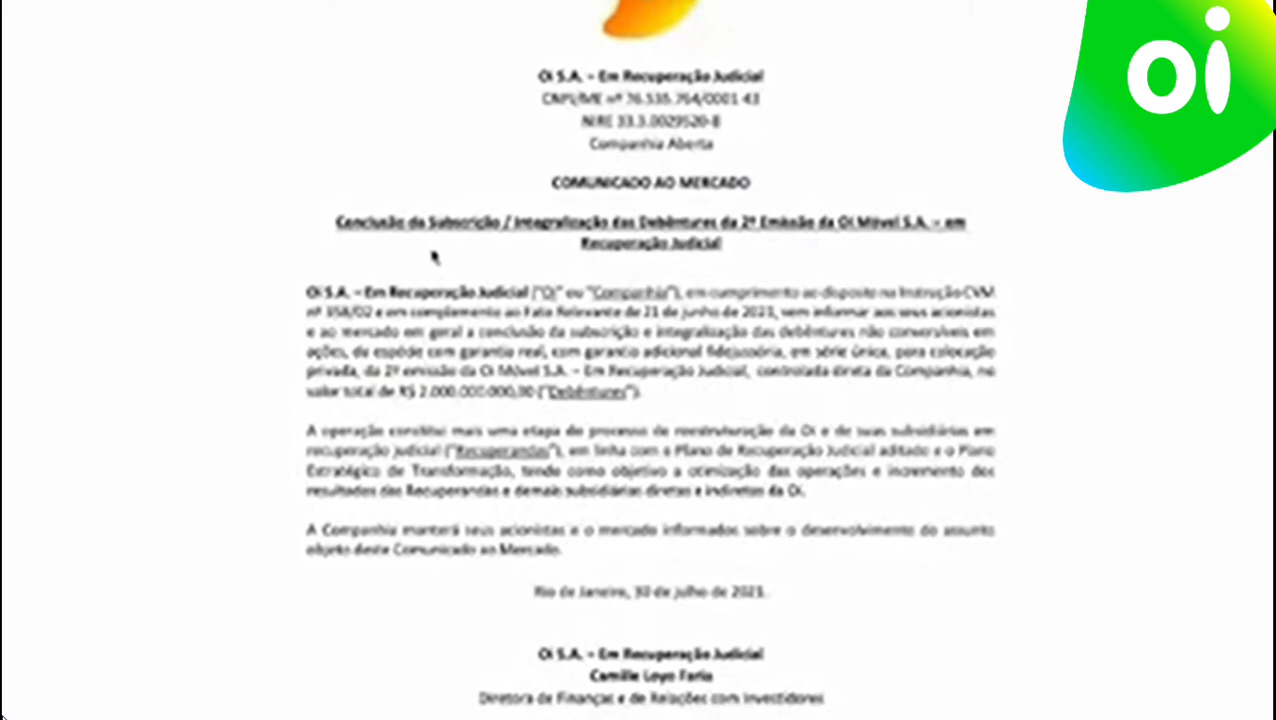 oi
Oi S.A. – Em Recuperação Judicial
CNPJ/ME nº 76.535.764/0001-43
NIRE 33.3.0029520-8
Companhia Aberta
COMUNICADO AO MERCADO
Conclusão da Subscrição / Integralização das Debêntures da 2ª Emissão da Oi Móvel S.A. – em
Recuperação Judicial
Oi S.A. – Em Recuperação Judicial ("Oi" ou "Companhia"), em cumprimento ao disposto na Instrução CVM
nº 358/02 e em complemento ao Fato Relevante de 21 de junho de 2021, vem informar aos seus acionistas
e ao mercado em geral a conclusão da subscrição e integralização das debêntures não conversíveis em
ações, da espécie com garantia real, com garantia adicional fidejussória, em série única, para colocação
privada, da 2ª emissão da Oi Móvel S.A. – Em Recuperação Judicial, controlada direta da Companhia, no
valor total de R$ 2.000.000.000,00 ("Debêntures").
A operação constitui mais uma etapa do processo de reestruturação da Oi e de suas subsidiárias em
recuperação judicial ("Recuperandas"), em linha com o Plano de Recuperação Judicial aditado e o Plano
Estratégico de Transformação, tendo como objetivo a otimização das operações e incremento dos
resultados das Recuperandas e demais subsidiárias diretas e indiretas da Oi.
A Companhia manterá seus acionistas e o mercado informados sobre o desenvolvimento do assunto
objeto deste Comunicado ao Mercado.
Rio de Janeiro, 30 de julho de 2021.
Oi S.A. – Em Recuperação Judicial
Camille Loyo Faria
Diretora de Finanças e de Relações com Investidores